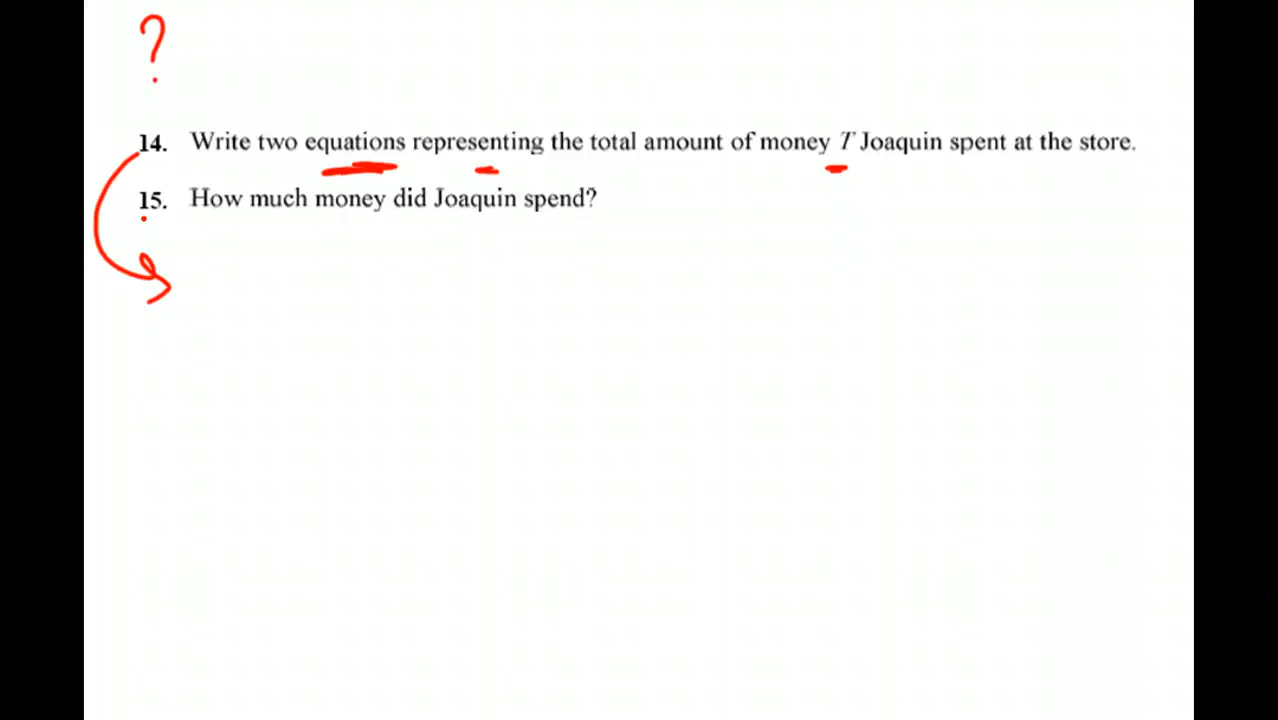 ?
14. Write two equations representing the total amount of money T Joaquin spent at the store.
15. How much money did Joaquin spend?